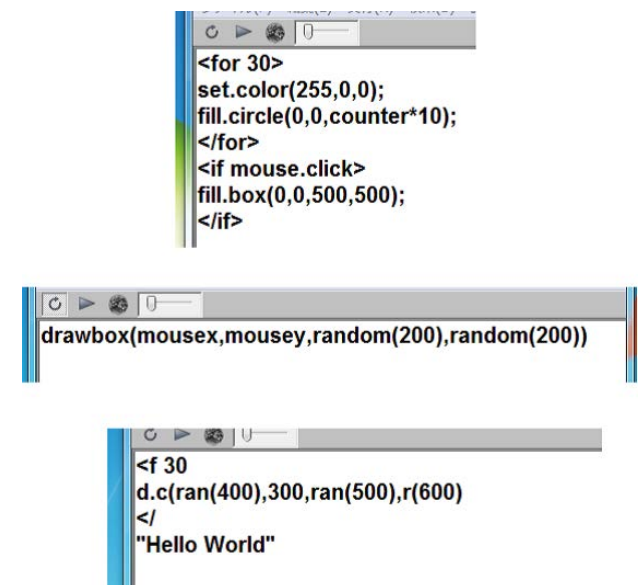 <for 30>
set.color(255,0,0);
fill.circle(0,0,counter*10);
</for>
<if mouse.click>
fill.box(0,0,500,500);
</if>
drawbox(mousex,mousey,random(200),random(200))
<f 30
d.c(ran(400),300,ran(500),r(600)
</
"Hello World"